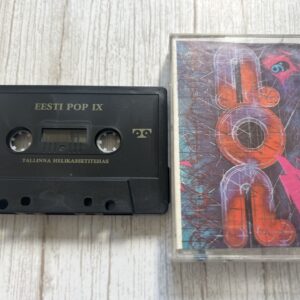 EESTI POP IX
TALLINNA HELIKASSETITEHAS